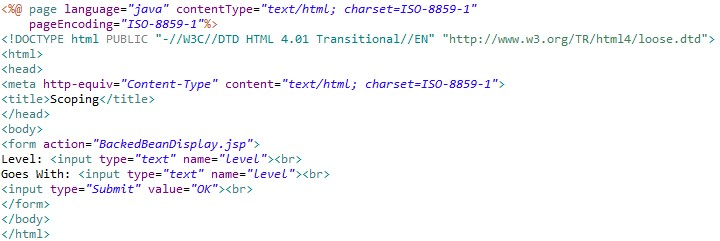 <%@ page language="java" contentType="text/html; charset=ISO-8859-1"
    pageEncoding="ISO-8859-1"%>
<!DOCTYPE html PUBLIC "-//W3C//DTD HTML 4.01 Transitional//EN" "http://www.w3.org/TR/html4/loose.dtd">
<html>
<head>
<meta http-equiv="Content-Type" content="text/html; charset=ISO-8859-1">
<title>Scoping</title>
</head>
<body>
<form action="BackedBeanDisplay.jsp">
Level: <input type="text" name="level"><br>
Goes With: <input type="text" name="level"><br>
<input type="Submit" value="OK"><br>
</form>
</body>
</html>